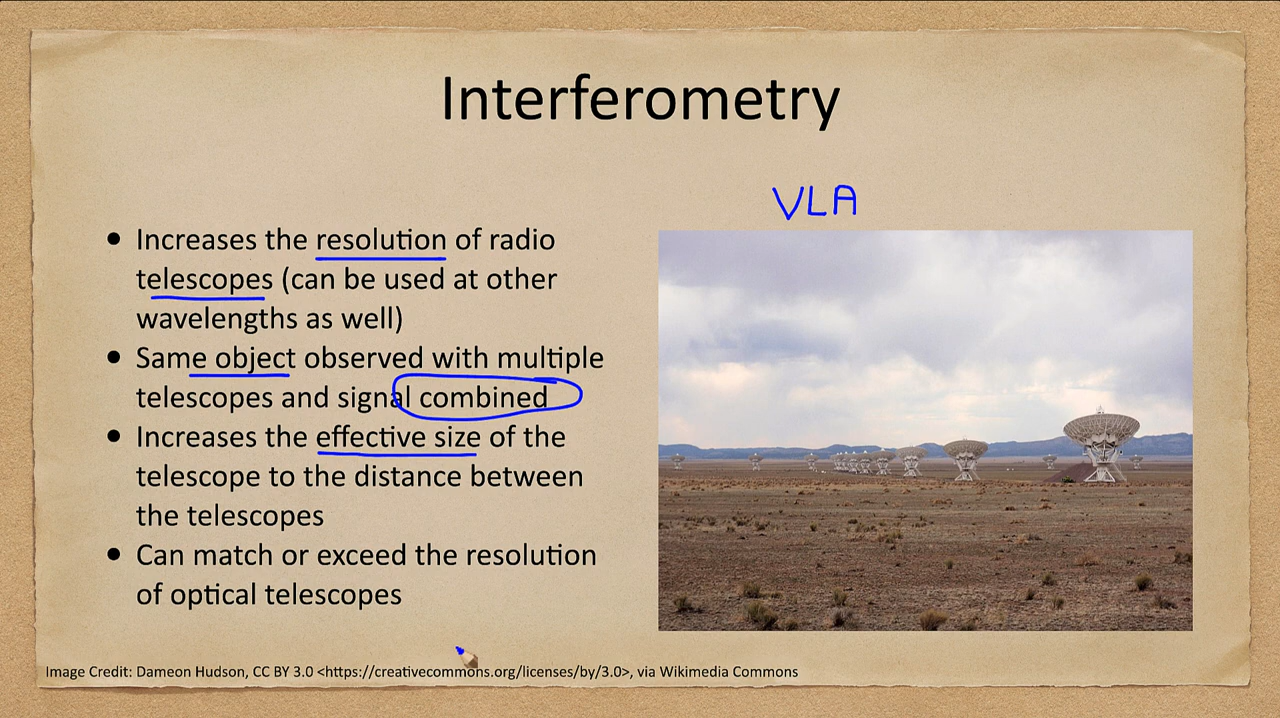 Interferometry
VLA
• Increases the resolution of radio
telescopes (can be used at other
wavelengths as well)
• Same object observed with multiple
telescopes and signal combined
• Increases the effective size of the
telescope to the distance between
the telescopes
• Can match or exceed the resolution
of optical telescopes
Image Credit: Dameon Hudson, CC BY 3.0 <https://creativecommons.org/licenses/by/3.0>, via Wikimedia Commons